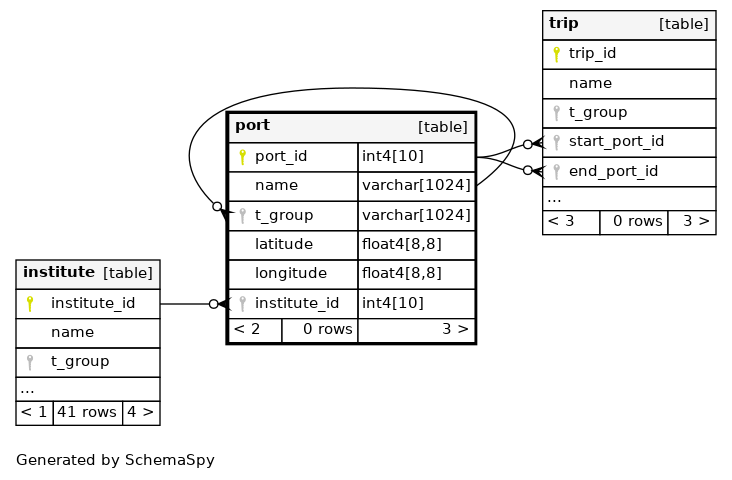 trip [table]
trip_id
name
t_group
start_port_id
end_port_id
...
< 3 0 rows 3 >
port [table]
port_id int4[10]
name varchar[1024]
t_group varchar[1024]
latitude float4[8,8]
longitude float4[8,8]
institute_id int4[10]
< 2 0 rows 3 >
institute [table]
institute_id
name
t_group
...
< 1 41 rows 4 >
Generated by SchemaSpy